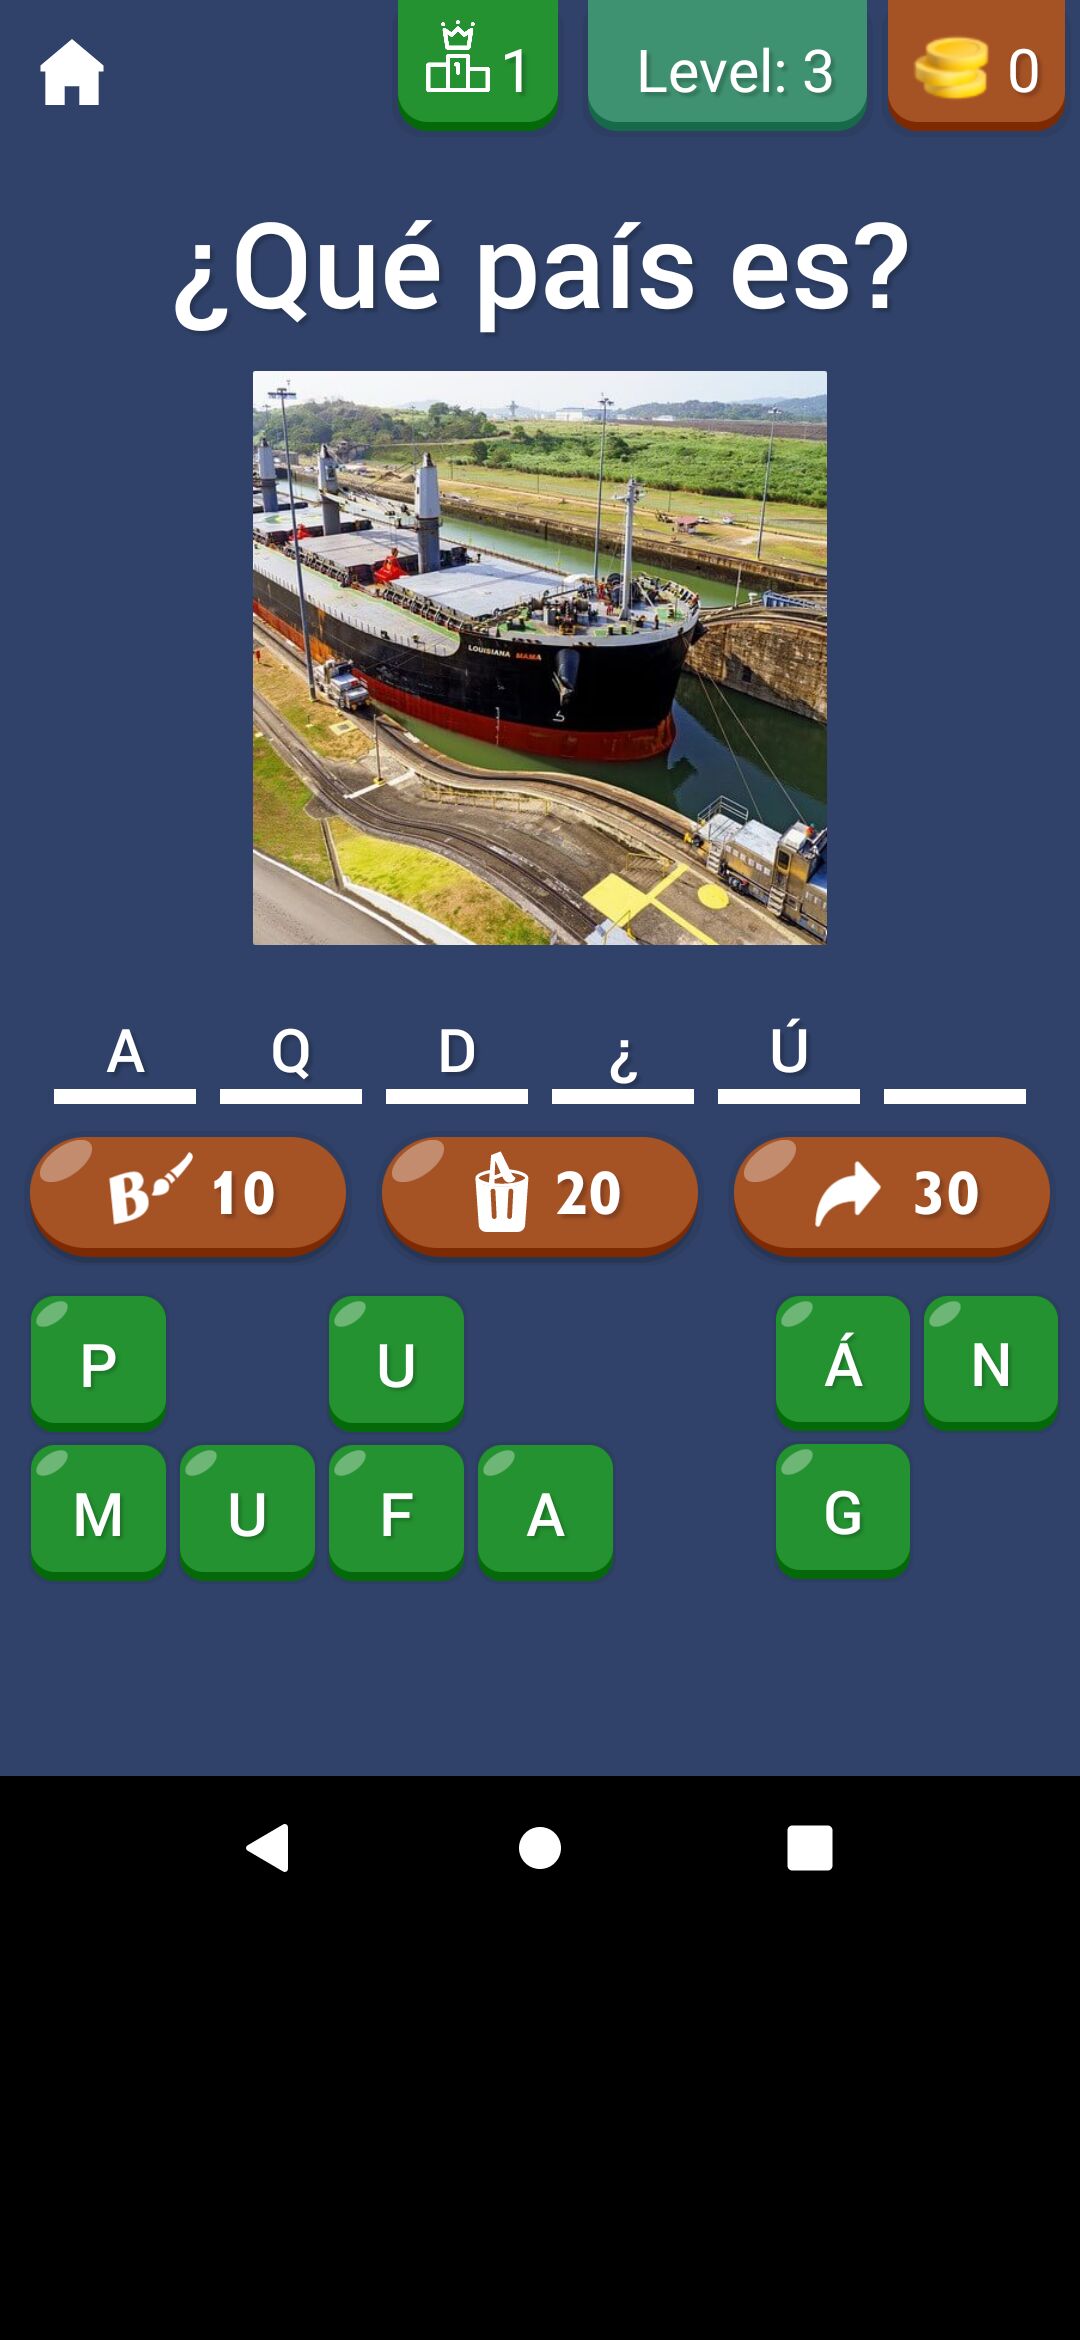 1
Level: 3
0
¿Qué país es?
LOUISIANA MAMA
A Q D ¿ Ú
B 10
20
30
P U Á N
M U F A G